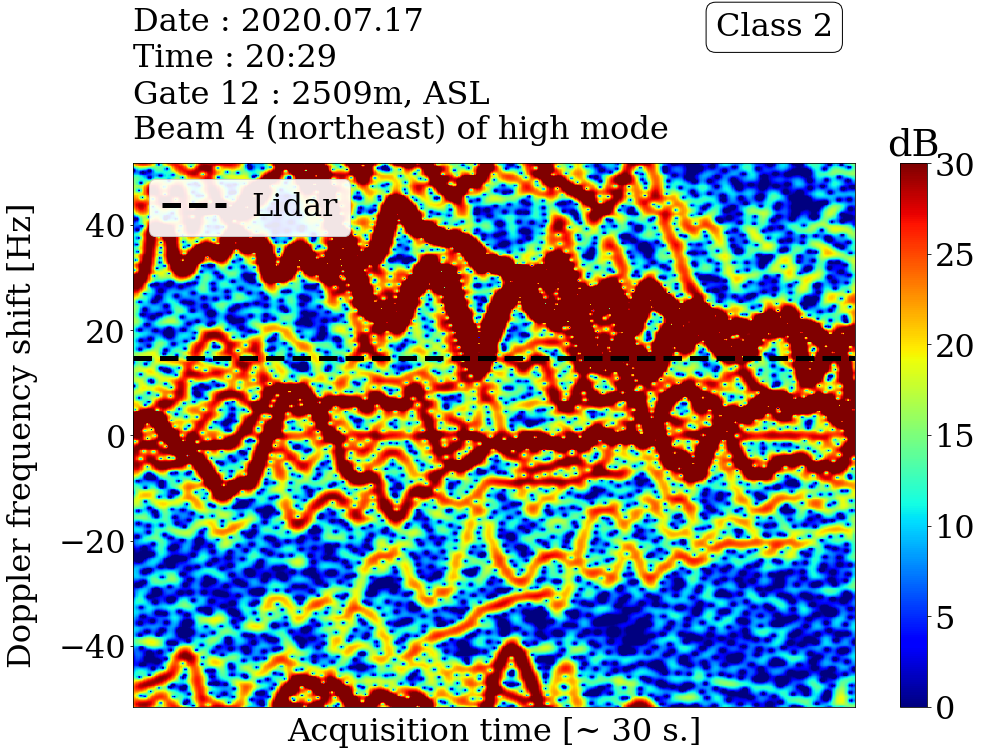 Date : 2020.07.17
Time : 20:29
Gate 12 : 2509m, ASL
Beam 4 (northeast) of high mode
Class 2
dB
Lidar
Doppler frequency shift [Hz]
40
20
0
−20
−40
Acquisition time [~ 30 s.]
30
25
20
15
10
5
0